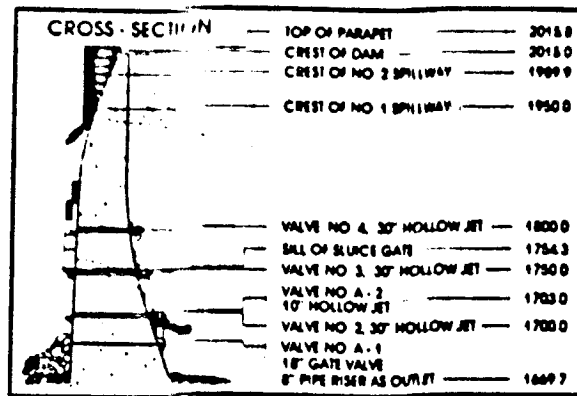 CROSS - SECTION
TOP OF PARAPET 2018.8
CREST OF DAM 2015.0
CREST OF NO 2 SPILLWAY 1989.9
CREST OF NO 1 SPILLWAY 1950.0
VALVE NO 4, 30" HOLLOW JET 1800.0
SILL OF SLUICE GATE 1754.3
VALVE NO 3, 30" HOLLOW JET 1750.0
VALVE NO A - 2 1703.0
10" HOLLOW JET
VALVE NO 2, 30" HOLLOW JET 1700.0
VALVE NO A - 1
18" GATE VALVE
8" PIPE RISER AS OUTLET 1669.7